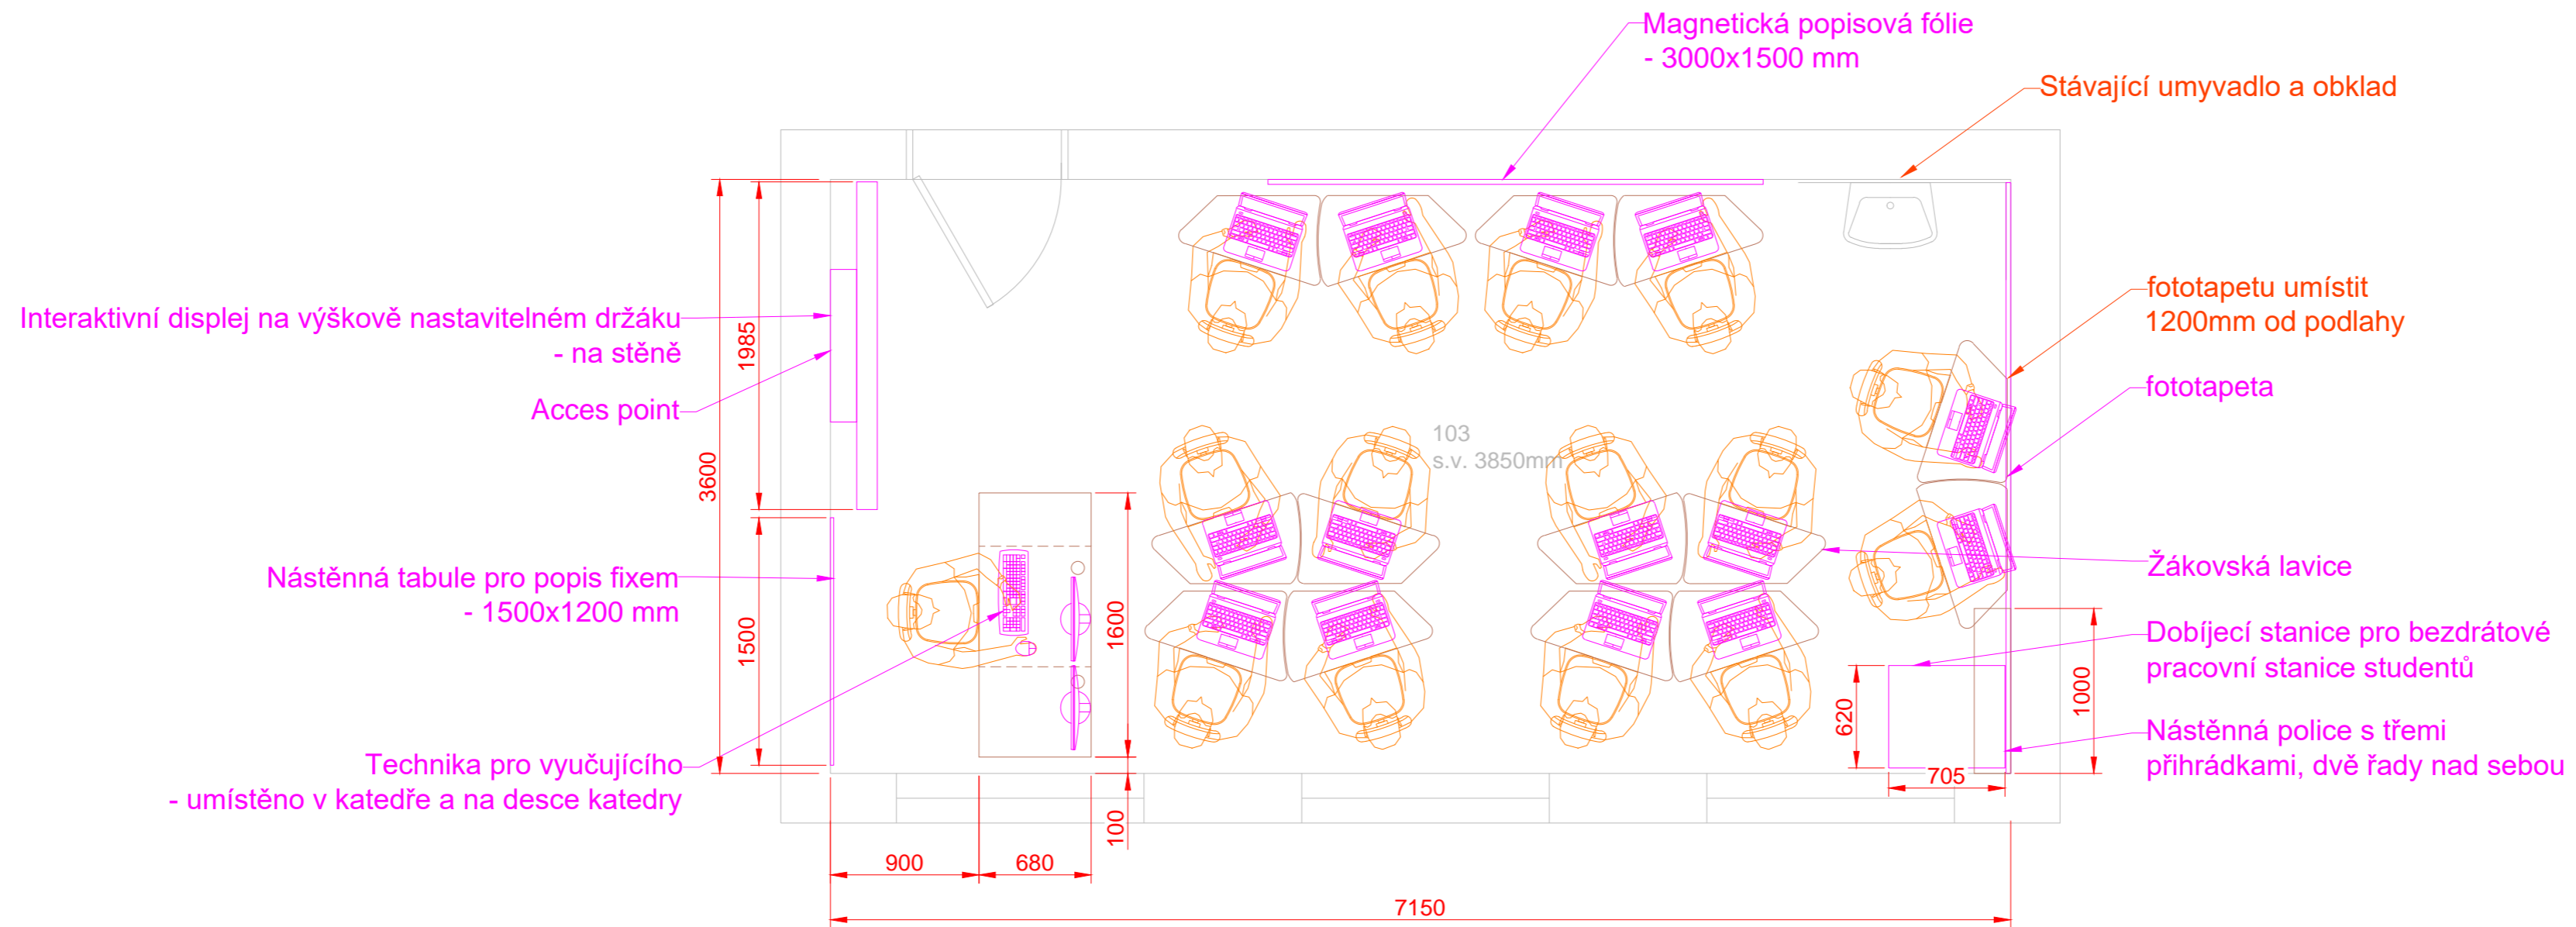 Magnetická popisová fólie
- 3000x1500 mm
Stávající umyvadlo a obklad
Interaktivní displej na výškově nastavitelném držáku
- na stěně
Acces point
Nástěnná tabule pro popis fixem
- 1500x1200 mm
Technika pro vyučujícího
- umístěno v katedře a na desce katedry
3600
1985
1500
103
s.v. 3850mm
1600
100
900
680
7150
fototapetu umístit
1200mm od podlahy
fototapeta
Žákovská lavice
Dobíjecí stanice pro bezdrátové
pracovní stanice studentů
Nástěnná police s třemi
přihrádkami, dvě řady nad sebou
620
705
1000